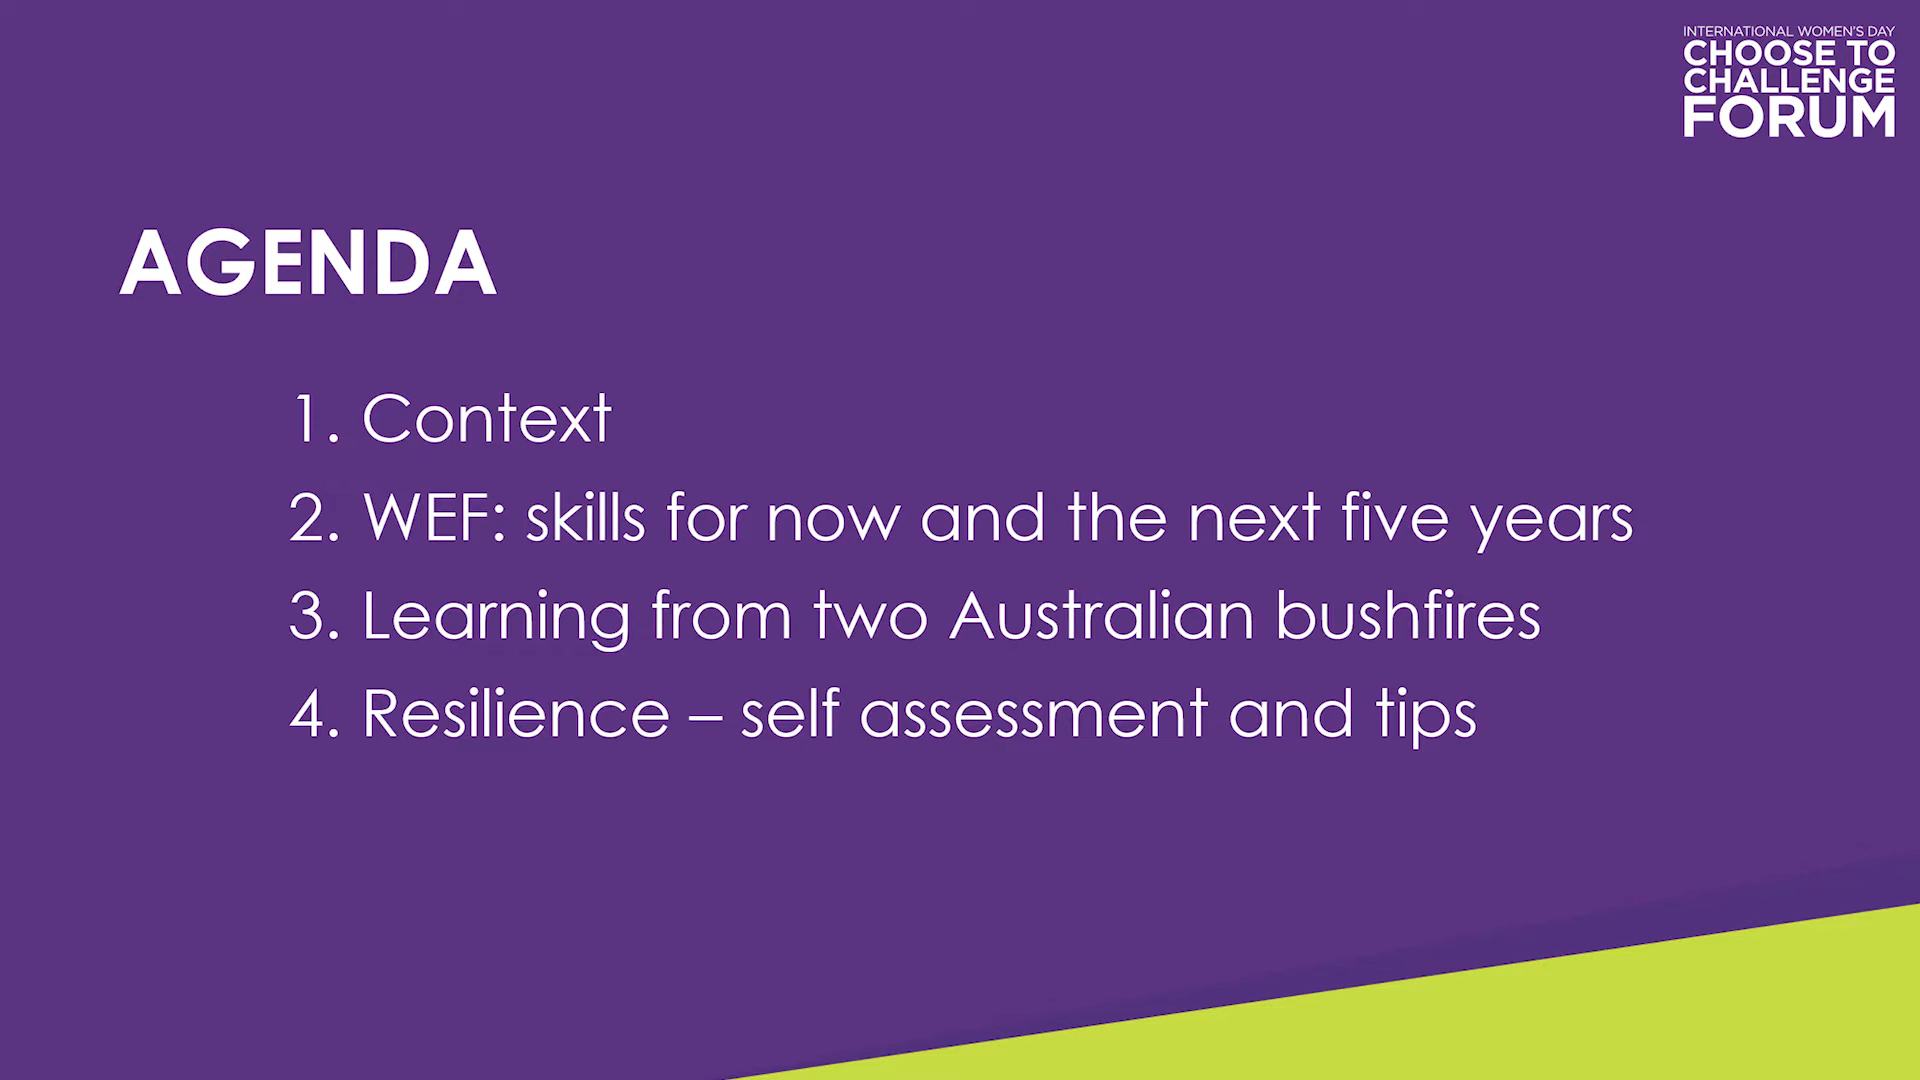 INTERNATIONAL WOMEN'S DAY
CHOOSE TO
CHALLENGE
FORUM
AGENDA
1. Context
2. WEF: skills for now and the next five years
3. Learning from two Australian bushfires
4. Resilience – self assessment and tips